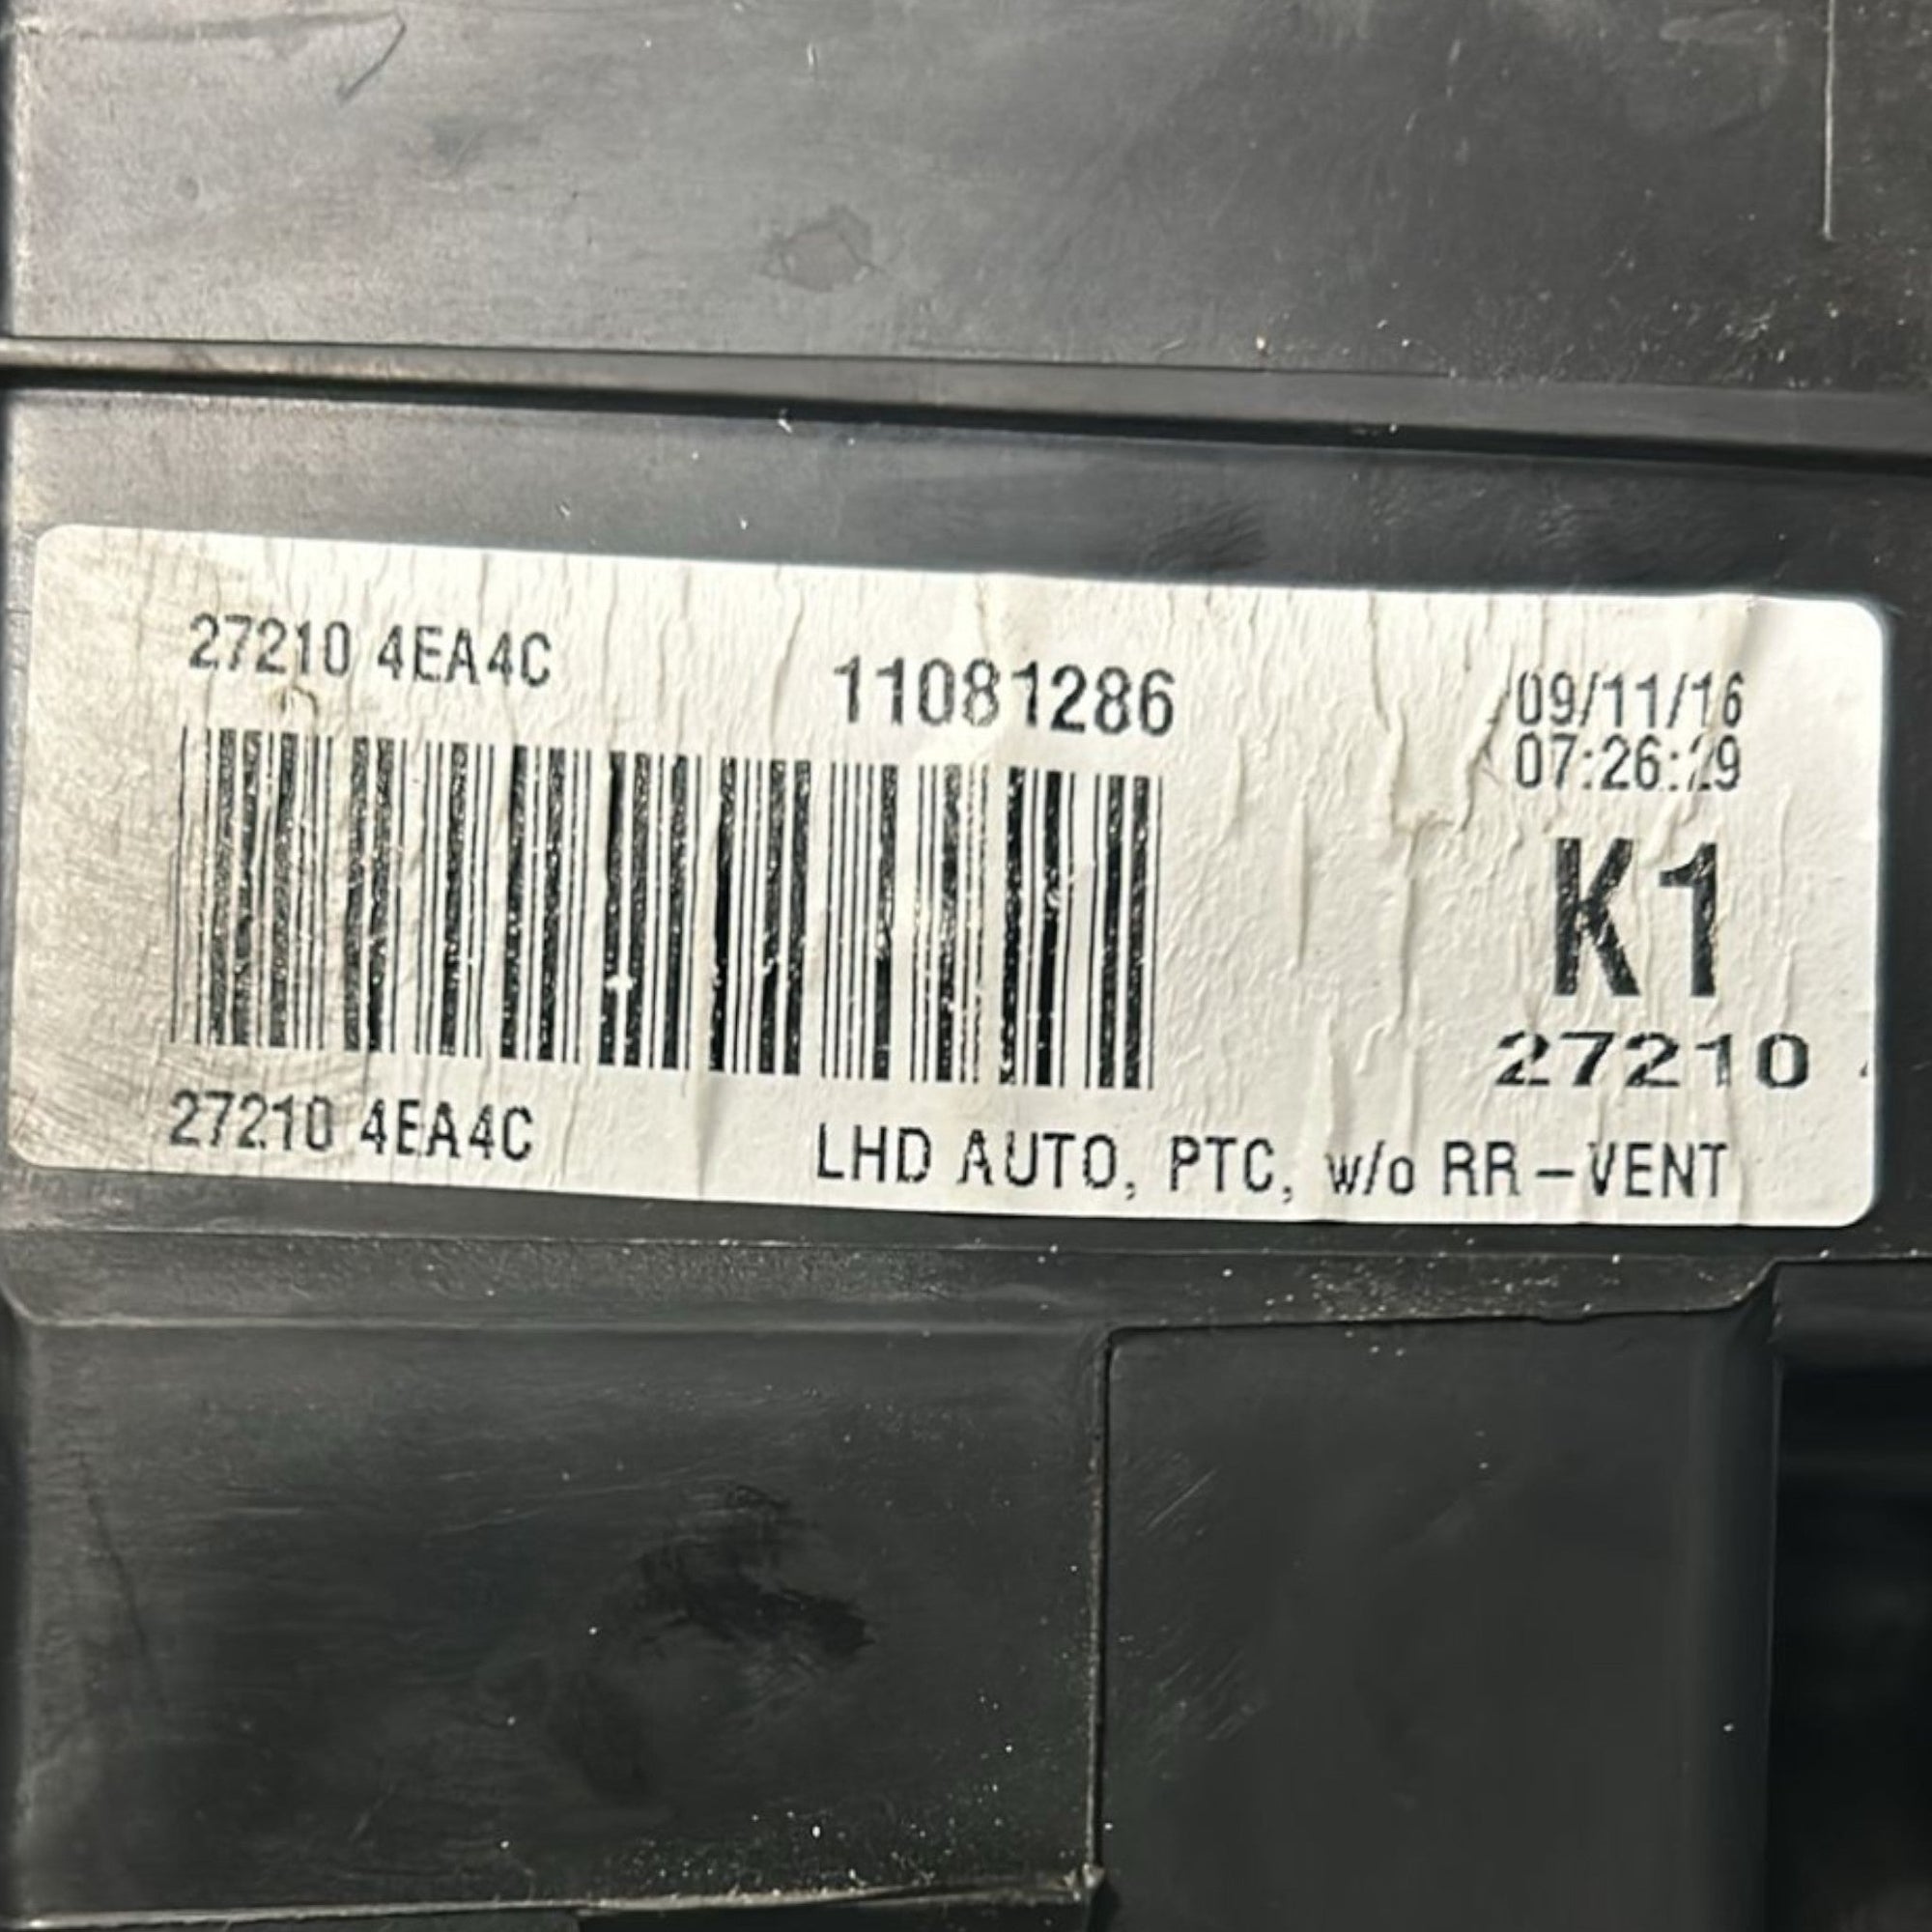 27210 4EA4C
11081286
09/11/16
07:26:29
K1
27210
27210 4EA4C
LHD AUTO, PTC, w/o RR-VENT